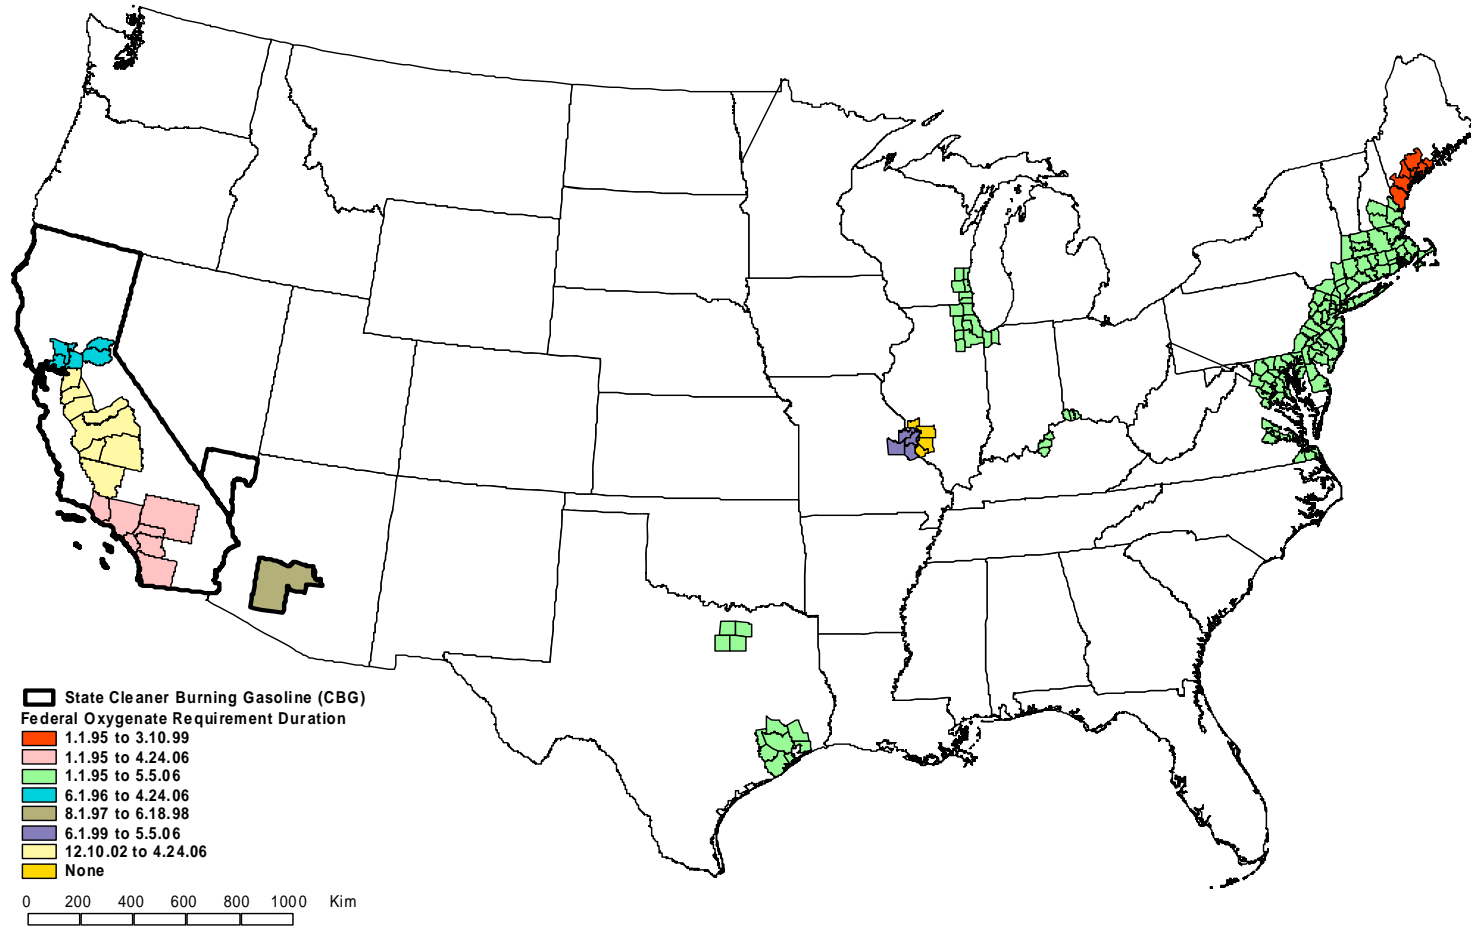 State Cleaner Burning Gasoline (CBG)
Federal Oxygenate Requirement Duration
1.1.95 to 3.10.99
1.1.95 to 4.24.06
1.1.95 to 5.5.06
6.1.96 to 4.24.06
8.1.97 to 6.18.98
6.1.99 to 5.5.06
12.10.02 to 4.24.06
None
0 200 400 600 800 1000 Kim